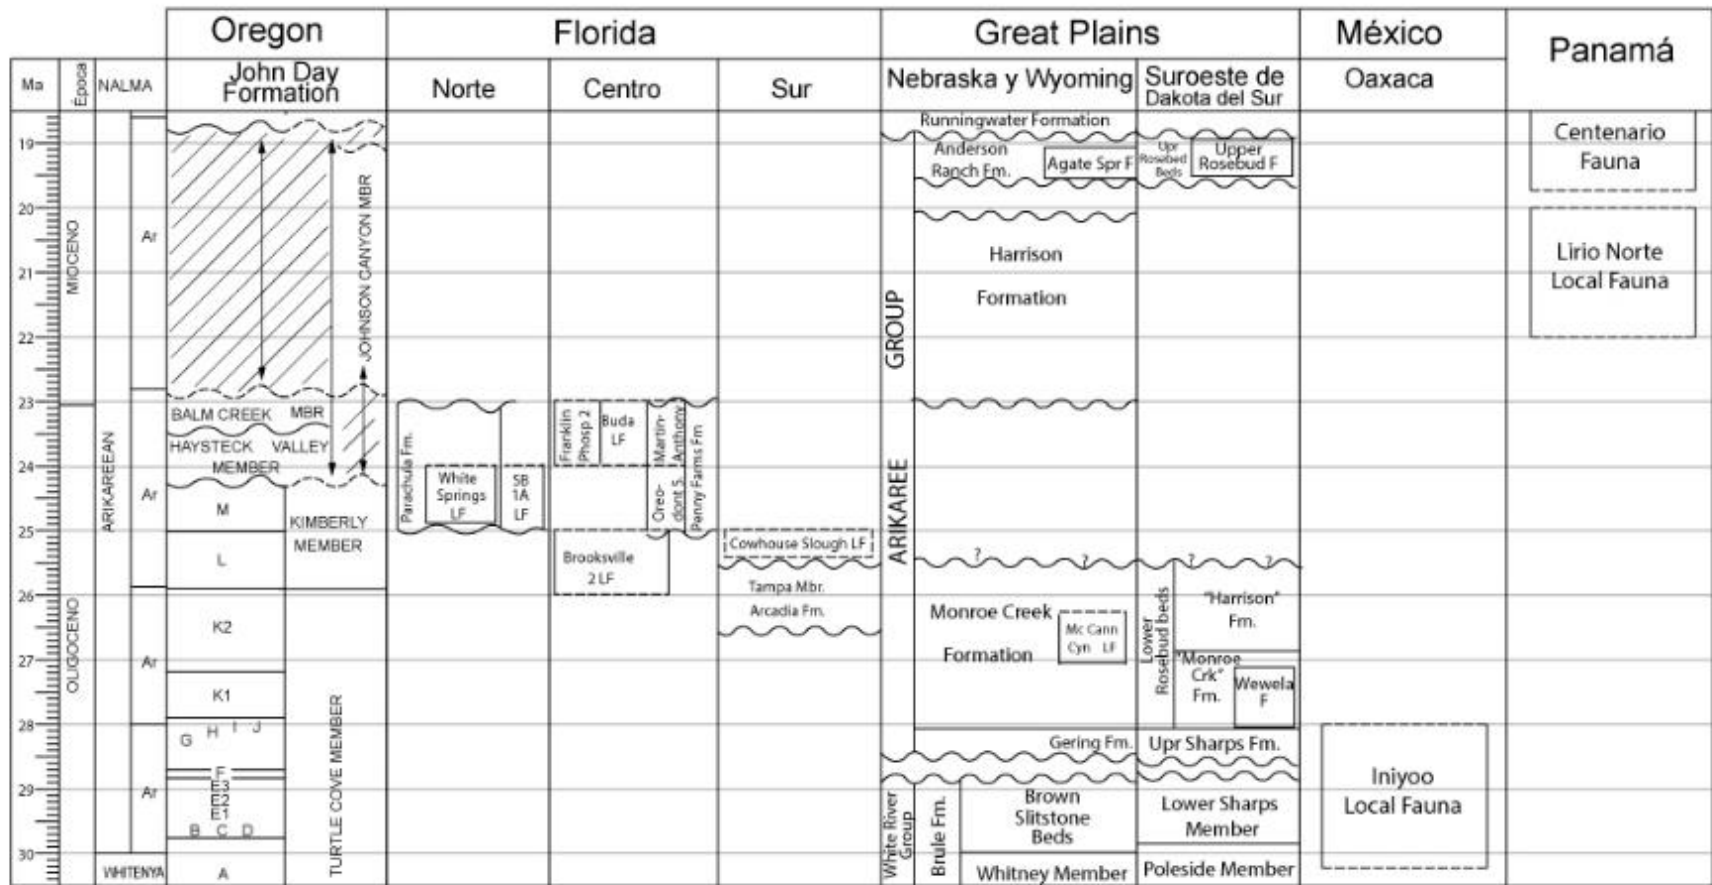 Oregon
Florida
Great Plains
México
Panamá
Ma
Época
NALMA
John Day
Formation
Norte
Centro
Sur
Nebraska y Wyoming
Suroeste de
Dakota del Sur
Oaxaca
19
20
21
22
23
24
25
26
27
28
29
30
MIOCENO
OLIGOCENO
ARIKAREEAN
WHITENYA
Ar
Ar
Ar
Ar
JOHNSON CANYON MBR
BALM CREEK MBR
HAYSTECK VALLEY
MEMBER
M
L
KIMBERLY
MEMBER
K2
K1
G H I J
F
E3
E2
E1
B C D
A
TURTLE COVE MEMBER
Parachula Fm.
White
Springs
LF
SB
1A
LF
Franklin
Phosp 2
Buda
LF
Martin-
Anthony
Oreo-
dont S.
Penny Farms Fm
Brooksville
2 LF
Cowhouse Slough LF
Tampa Mbr.
Arcadia Fm.
Runningwater Formation
Anderson
Ranch Fm.
Agate Spr F
Harrison
Formation
ARIKAREE GROUP
? ?
Monroe Creek
Formation
Mc Cann
Cyn LF
Gering Fm.
White River
Group
Brule Fm.
Brown
Slitstone
Beds
Whitney Member
Upr
Rosebed
Beds
Upper
Rosebud F
? ?
Lower
Rosebud beds
"Harrison"
Fm.
"Monroe
Crk"
Fm.
Wewela
F
Upr Sharps Fm.
Lower Sharps
Member
Poleside Member
Iniyoo
Local Fauna
Centenario
Fauna
Lirio Norte
Local Fauna